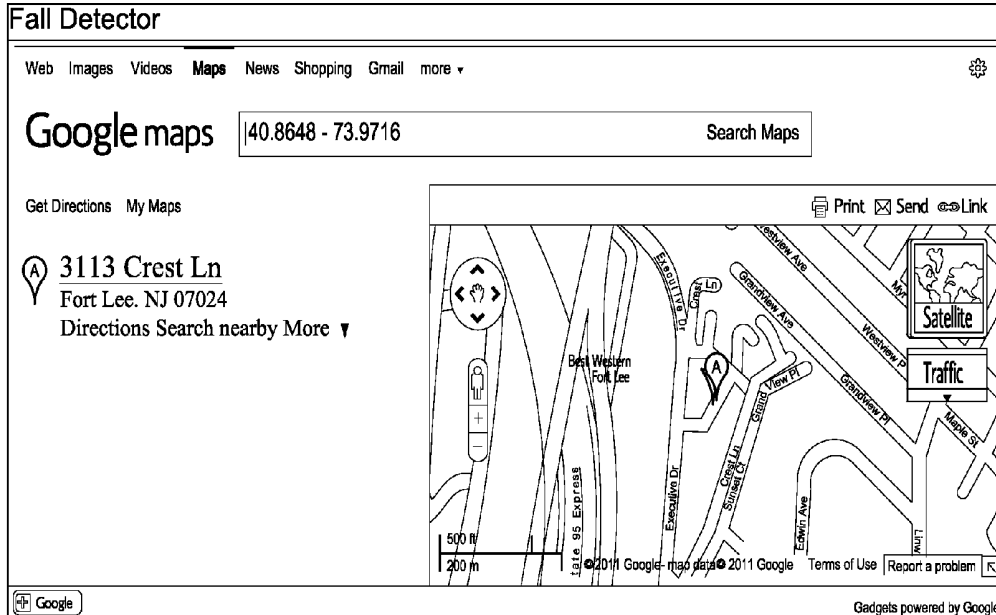 Fall Detector
Web Images Videos Maps News Shopping Gmail more ▾
Google maps
40.8648 - 73.9716 Search Maps
Get Directions My Maps
Print Send Link
A 3113 Crest Ln
Fort Lee. NJ 07024
Directions Search nearby More ▼
Satellite
Traffic
Executive Dr
Crest Ln
Grandview Ave
Westview Ave
Best Western
Fort Lee
A
Grand View Pl
Grandview Pl
Maple St
Crest Ln
Sunset Ct
Executive Dr
Edwin Ave
tate 95 Express
500 ft
200 m
©2011 Google- map data© 2011 Google Terms of Use Report a problem
Google
Gadgets powered by Google